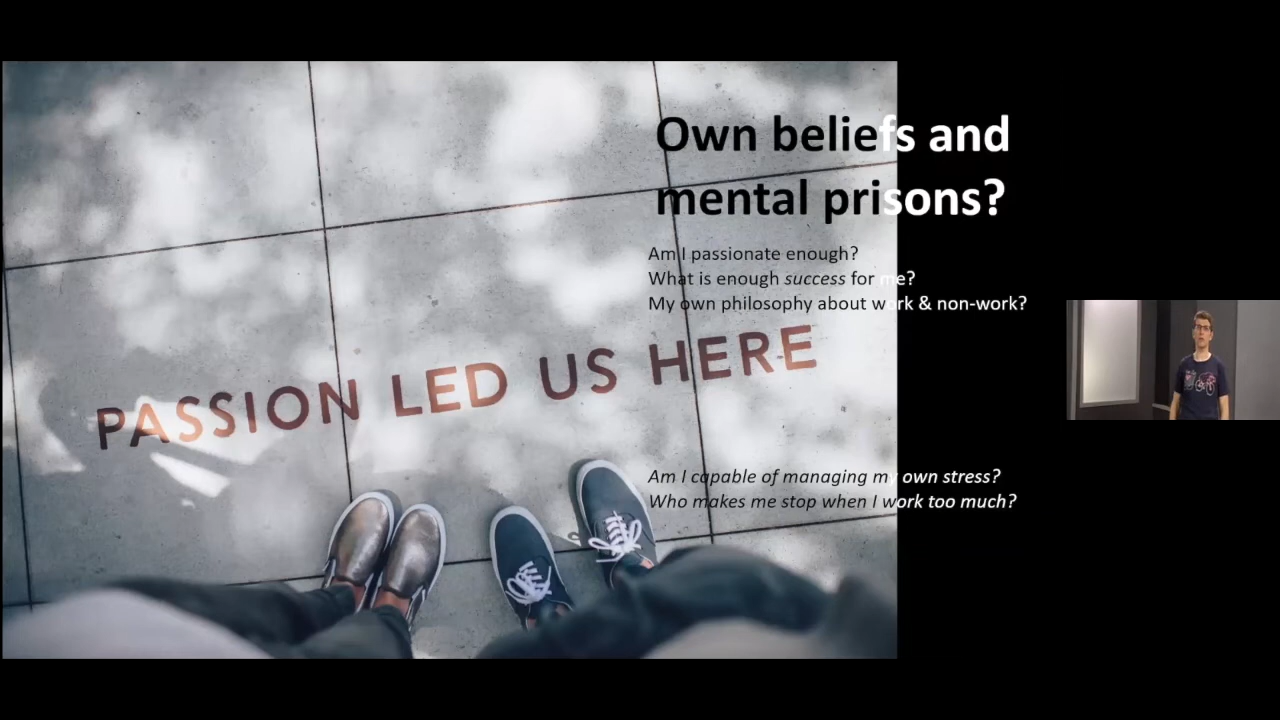 Own beliefs and
mental prisons?
Am I passionate enough?
What is enough success for me?
My own philosophy about work & non-work?
PASSION LED US HERE
Am I capable of managing my own stress?
Who makes me stop when I work too much?